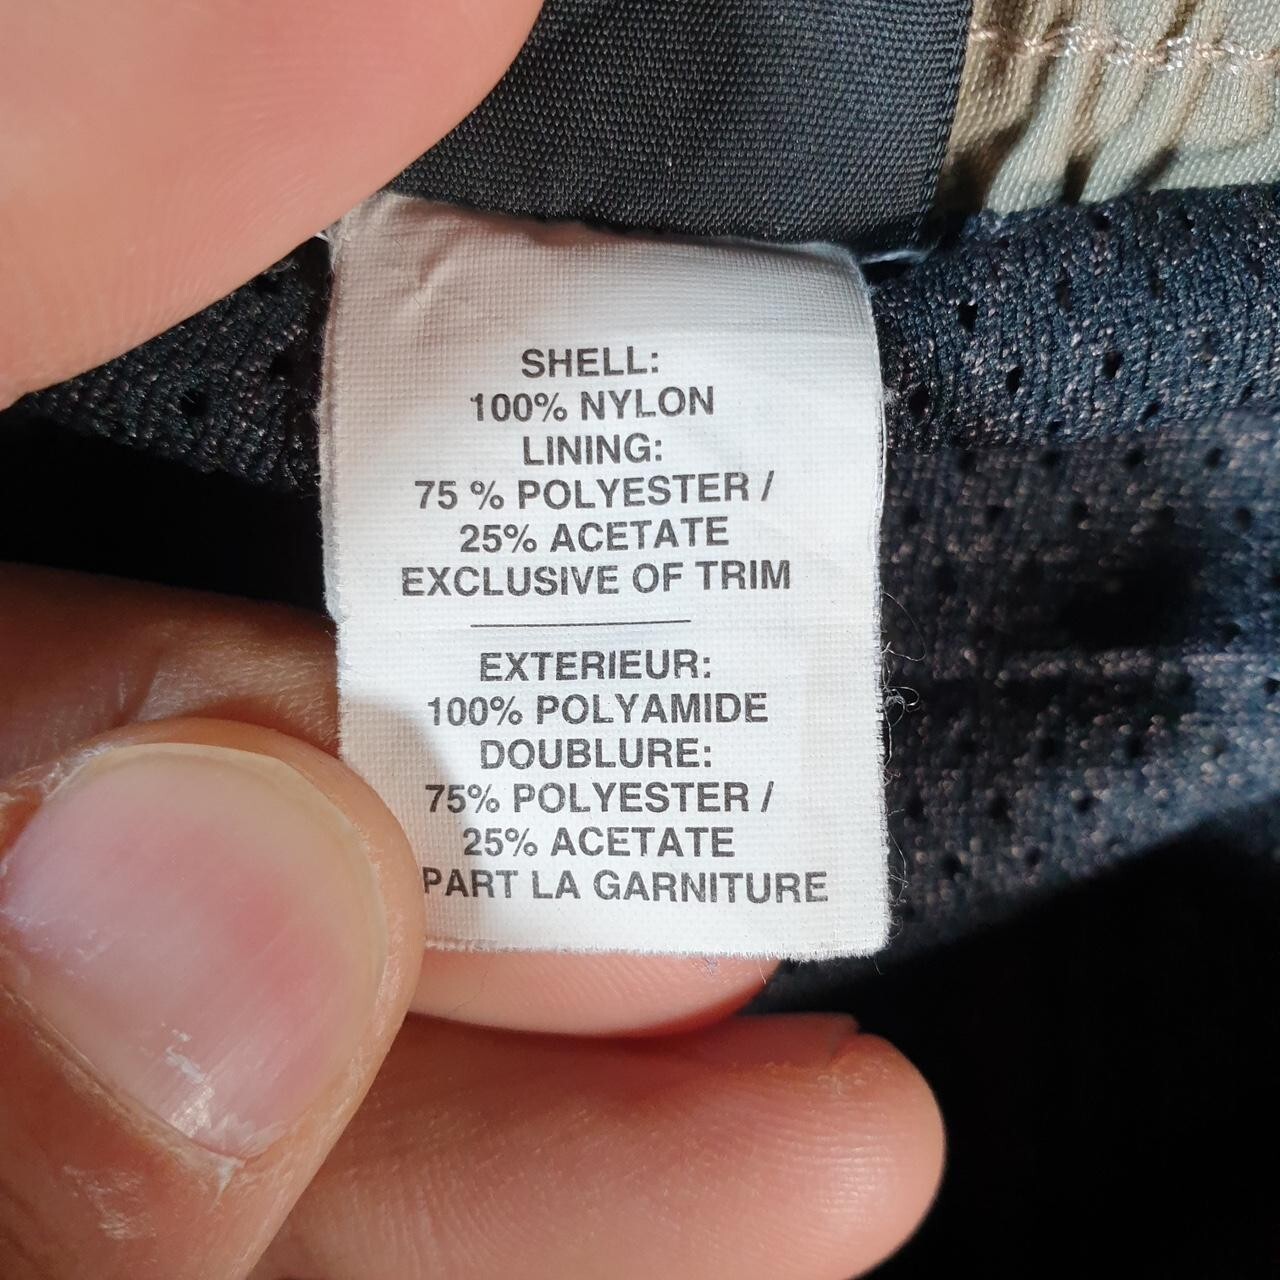 SHELL:
100% NYLON
LINING:
75 % POLYESTER /
25% ACETATE
EXCLUSIVE OF TRIM
EXTERIEUR:
100% POLYAMIDE
DOUBLURE:
75% POLYESTER /
25% ACETATE
PART LA GARNITURE